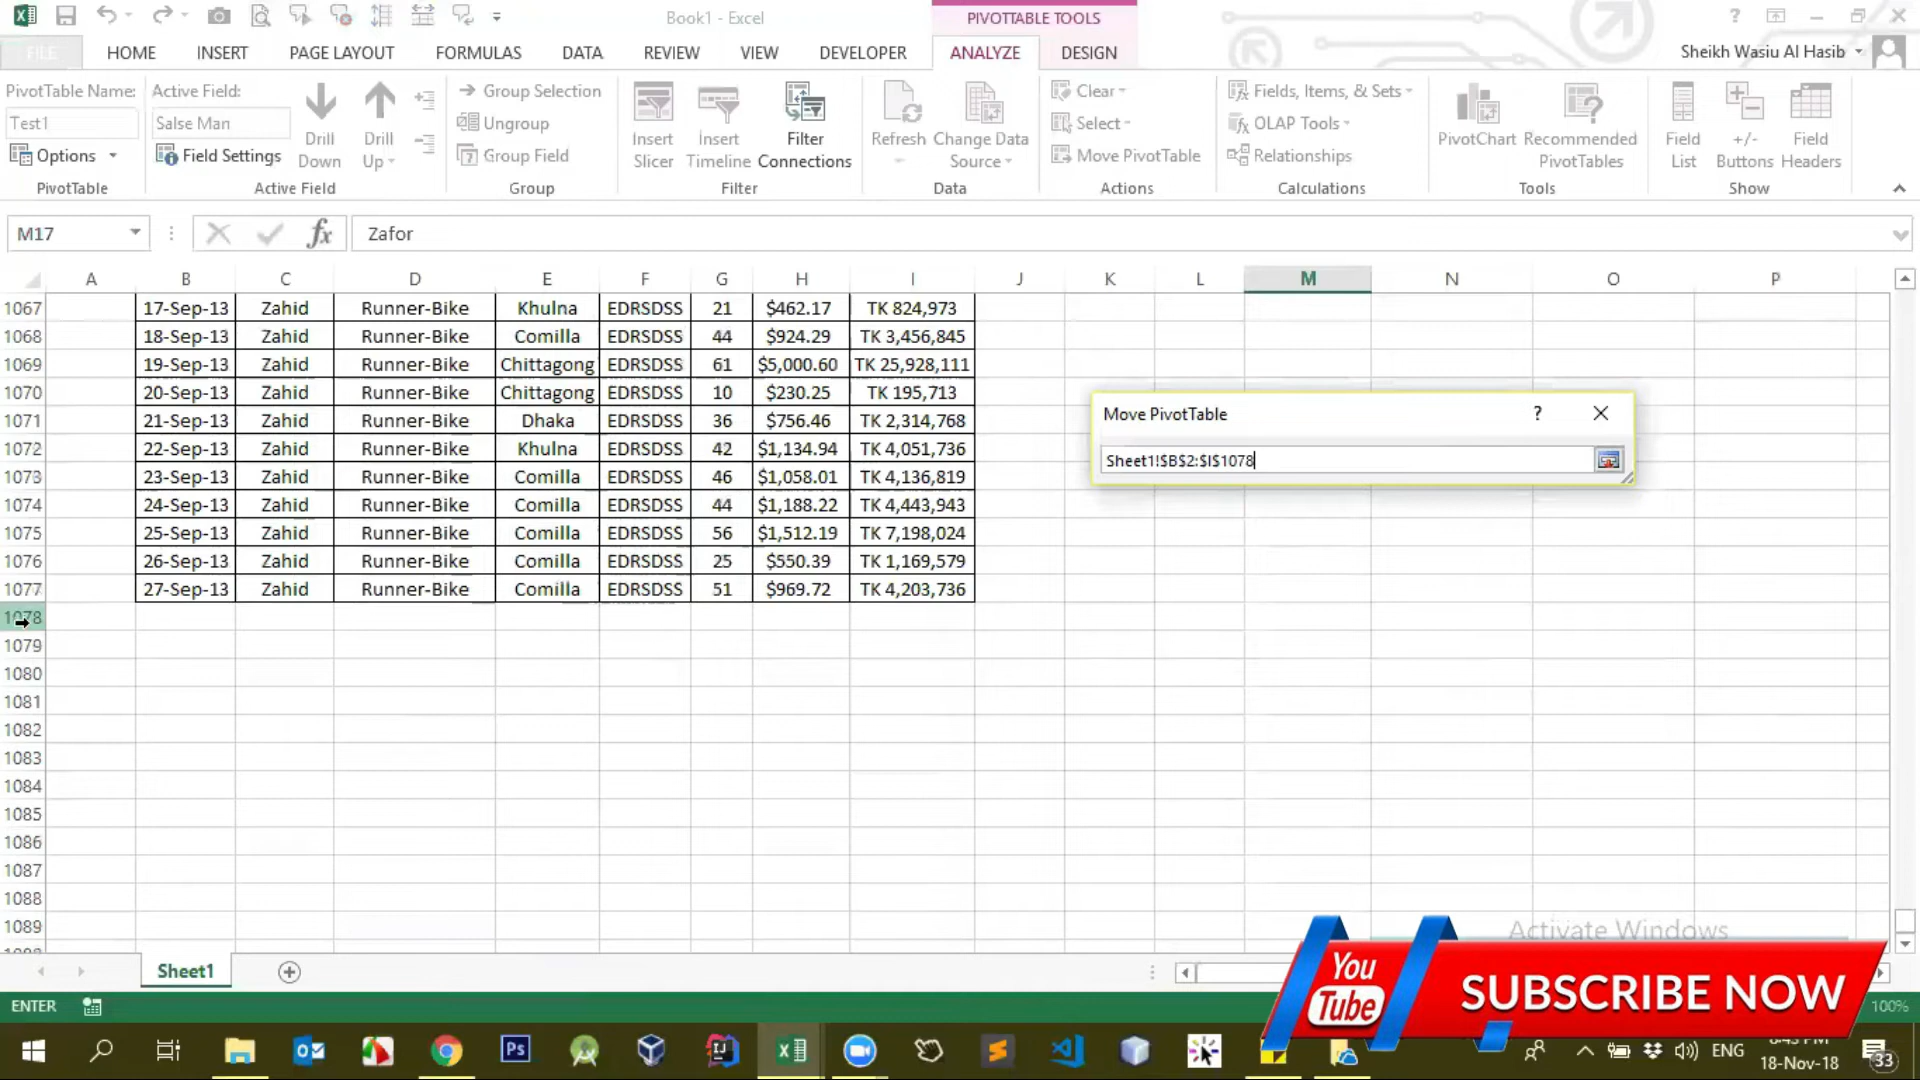 Book1 - Excel
PIVOTTABLE TOOLS
FILE HOME INSERT PAGE LAYOUT FORMULAS DATA REVIEW VIEW DEVELOPER ANALYZE DESIGN
Sheikh Wasiu Al Hasib
PivotTable Name:
Test1
Options
PivotTable
Active Field:
Salse Man
Field Settings
Drill Down
Drill Up
Active Field
Group Selection
Ungroup
Group Field
Group
Insert Slicer
Insert Timeline
Filter Connections
Filter
Refresh
Change Data Source
Data
Clear
Select
Move PivotTable
Actions
Fields, Items, & Sets
OLAP Tools
Relationships
Calculations
PivotChart
Recommended PivotTables
Tools
Field List
+/- Buttons
Field Headers
Show
M17
fx
Zafor
A B C D E F G H I J K L M N O P
1067 17-Sep-13 Zahid Runner-Bike Khulna EDRSDSS 21 $462.17 TK 824,973
1068 18-Sep-13 Zahid Runner-Bike Comilla EDRSDSS 44 $924.29 TK 3,456,845
1069 19-Sep-13 Zahid Runner-Bike Chittagong EDRSDSS 61 $5,000.60 TK 25,928,111
1070 20-Sep-13 Zahid Runner-Bike Chittagong EDRSDSS 10 $230.25 TK 195,713
1071 21-Sep-13 Zahid Runner-Bike Dhaka EDRSDSS 36 $756.46 TK 2,314,768
1072 22-Sep-13 Zahid Runner-Bike Khulna EDRSDSS 42 $1,134.94 TK 4,051,736
1073 23-Sep-13 Zahid Runner-Bike Comilla EDRSDSS 46 $1,058.01 TK 4,136,819
1074 24-Sep-13 Zahid Runner-Bike Comilla EDRSDSS 44 $1,188.22 TK 4,443,943
1075 25-Sep-13 Zahid Runner-Bike Comilla EDRSDSS 56 $1,512.19 TK 7,198,024
1076 26-Sep-13 Zahid Runner-Bike Comilla EDRSDSS 25 $550.39 TK 1,169,579
1077 27-Sep-13 Zahid Runner-Bike Comilla EDRSDSS 51 $969.72 TK 4,203,736
1078
1079
1080
1081
1082
1083
1084
1085
1086
1087
1088
1089
Move PivotTable
Sheet1!$B$2:$I$1078
Activate Windows
Sheet1
You Tube
SUBSCRIBE NOW
ENTER
100%
Ps
ENG
18-Nov-18
33